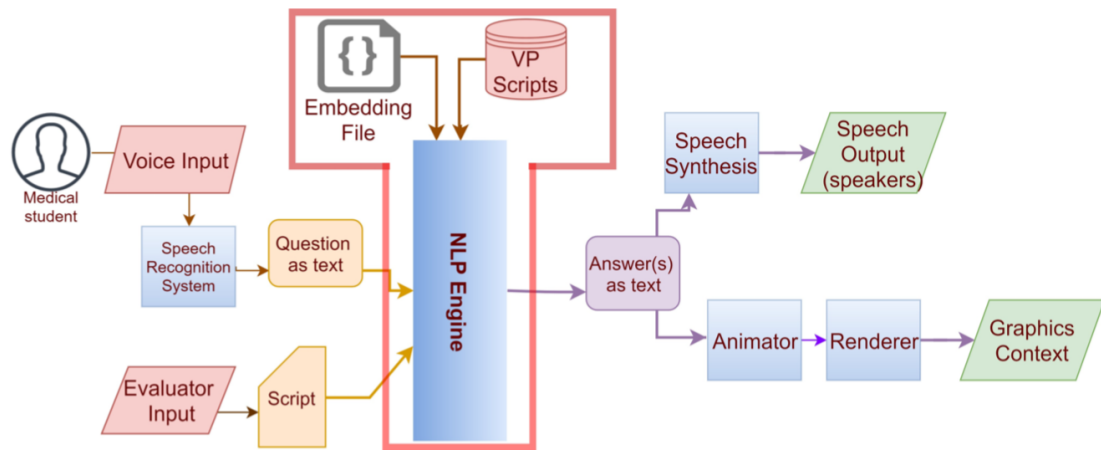 { }
Embedding
File
VP
Scripts
Medical
student
Voice Input
Speech
Recognition
System
Question
as text
Evaluator
Input
Script
NLP Engine
Answer(s)
as text
Speech
Synthesis
Speech
Output
(speakers)
Animator
Renderer
Graphics
Context